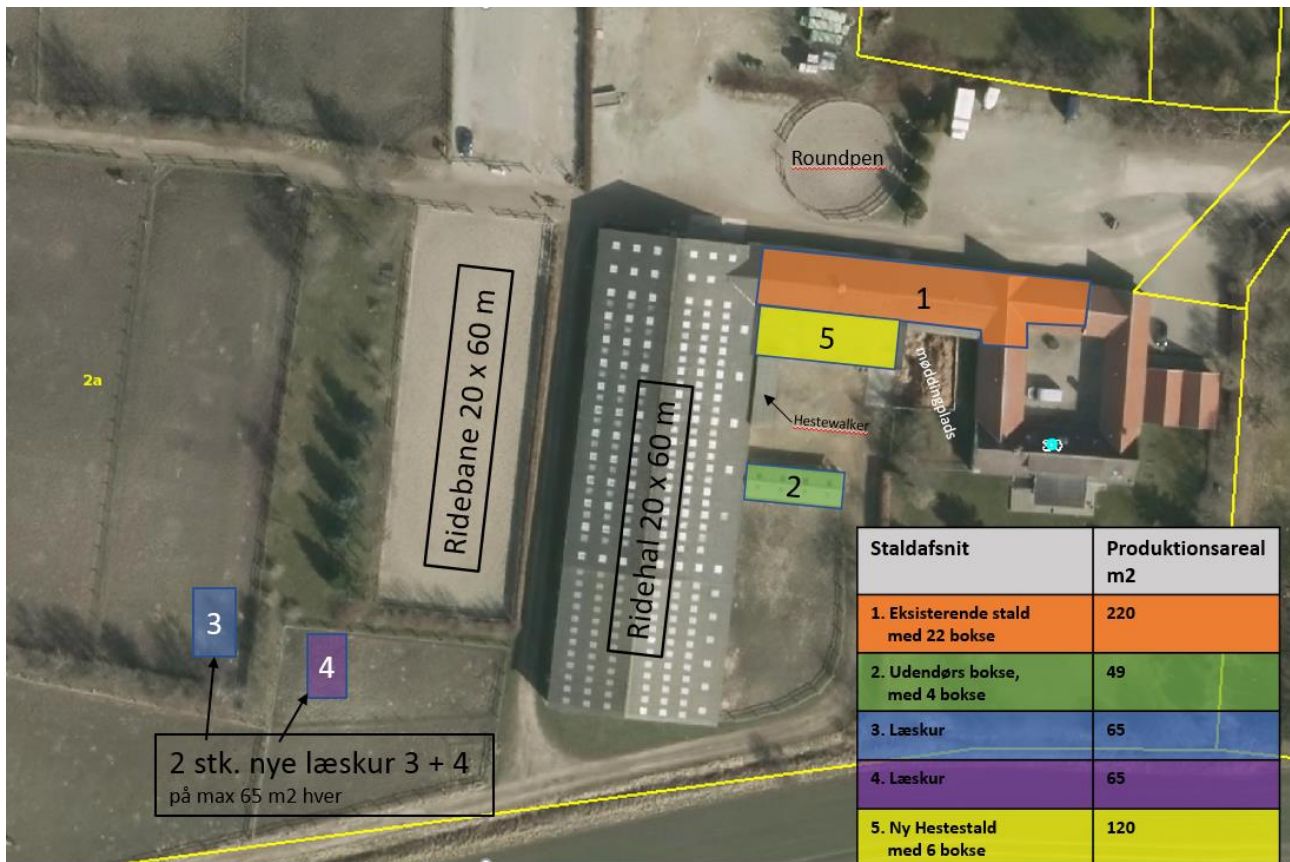 Roundpen
1
5
møddingplads
Hestewalker
2
2a
Ridebane 20 x 60 m
Ridehal 20 x 60 m
3
4
2 stk. nye læskur 3 + 4
på max 65 m2 hver
Staldafsnit
Produktionsareal
m2
1. Eksisterende stald
med 22 bokse
220
2. Udendørs bokse,
med 4 bokse
49
3. Læskur
65
4. Læskur
65
5. Ny Hestestald
med 6 bokse
120